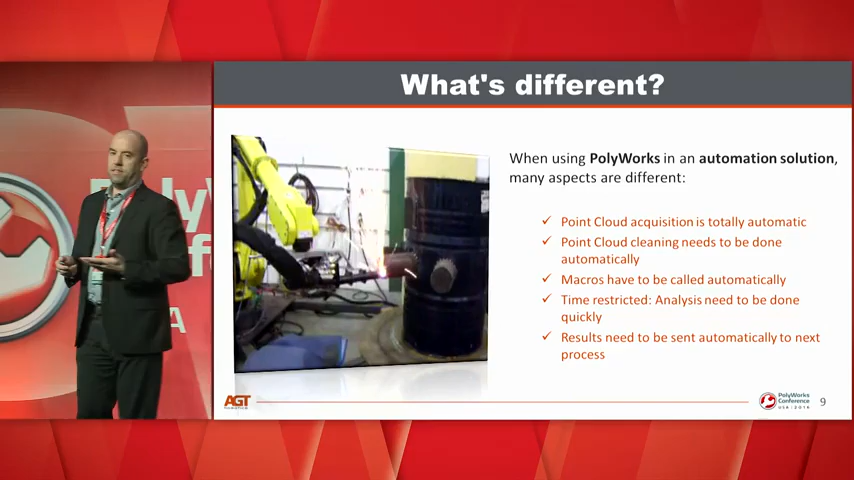 What's different?
When using PolyWorks in an automation solution,
many aspects are different:
✓ Point Cloud acquisition is totally automatic
✓ Point Cloud cleaning needs to be done
automatically
✓ Macros have to be called automatically
✓ Time restricted: Analysis need to be done
quickly
✓ Results need to be sent automatically to next
process
AGT
PolyWorks
Conference
USA | 2016
9